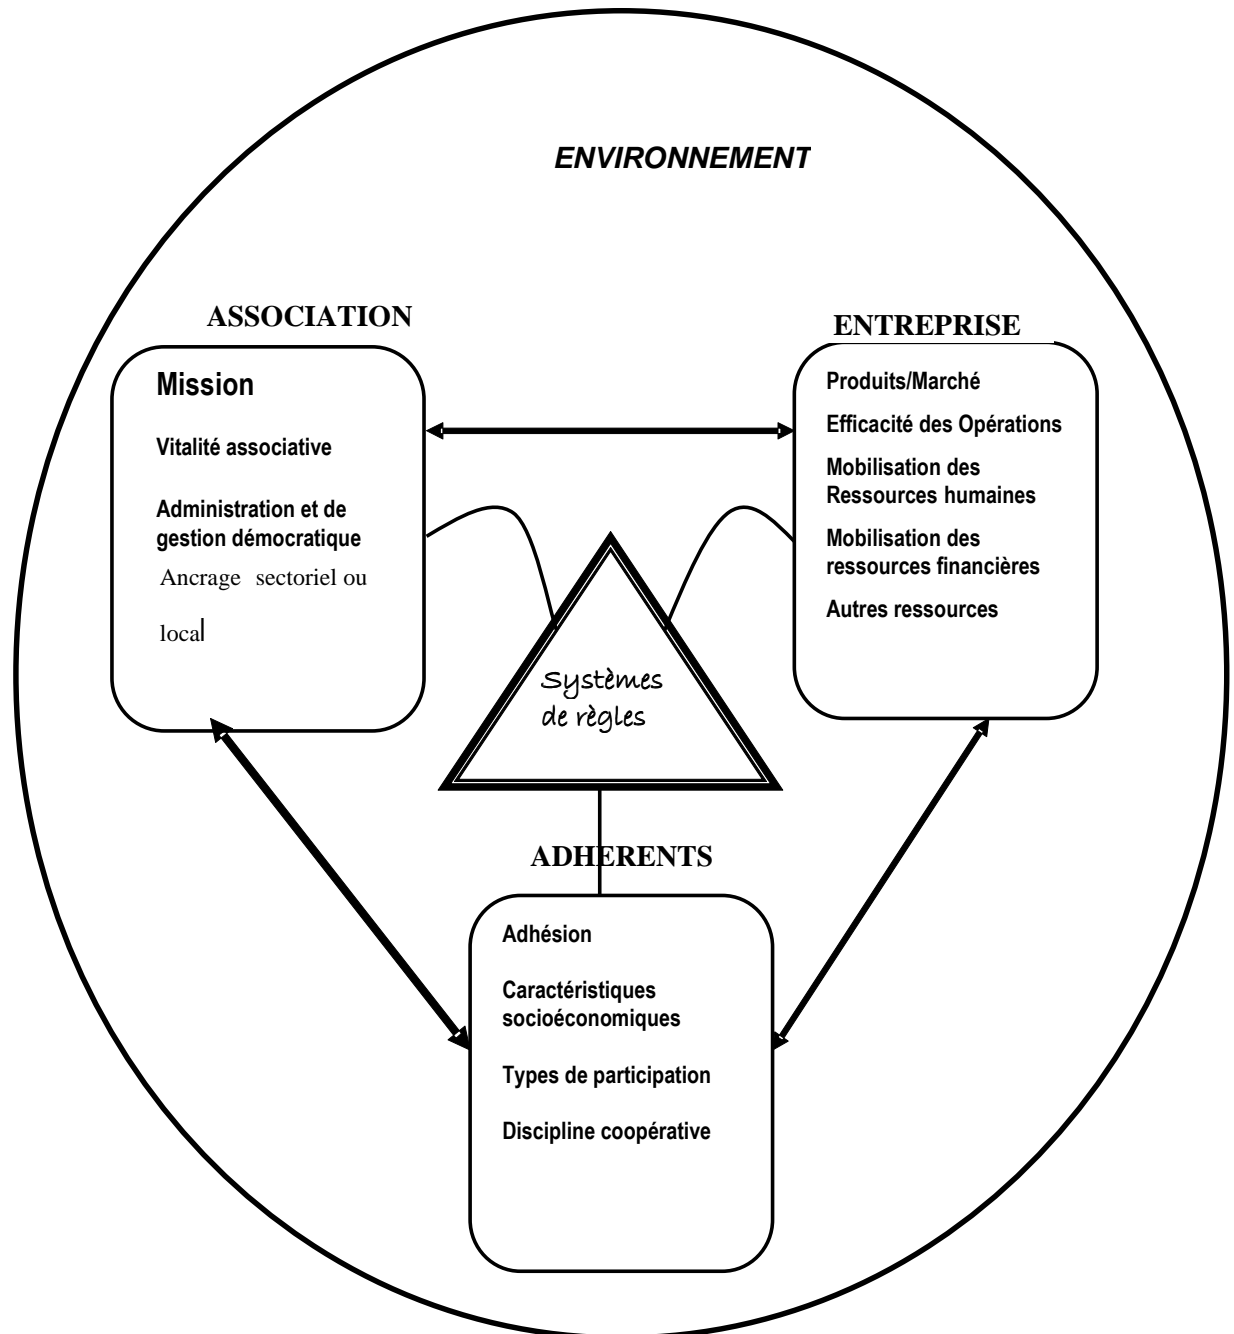 ENVIRONNEMENT
ASSOCIATION
Mission
Vitalité associative
Administration et de
gestion démocratique
Ancrage sectoriel ou
local
ENTREPRISE
Produits/Marché
Efficacité des Opérations
Mobilisation des
Ressources humaines
Mobilisation des
ressources financières
Autres ressources
Systèmes
de règles
ADHERENTS
Adhésion
Caractéristiques
socioéconomiques
Types de participation
Discipline coopérative